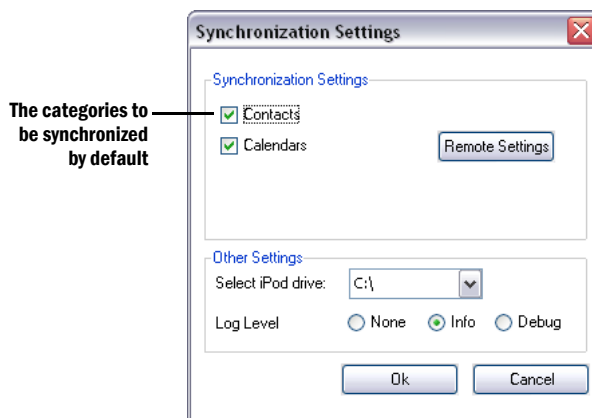 Synchronization Settings
Synchronization Settings
The categories to
be synchronized
by default
Contacts
Calendars
Remote Settings
Other Settings
Select iPod drive:
C:\
Log Level
None
Info
Debug
Ok
Cancel